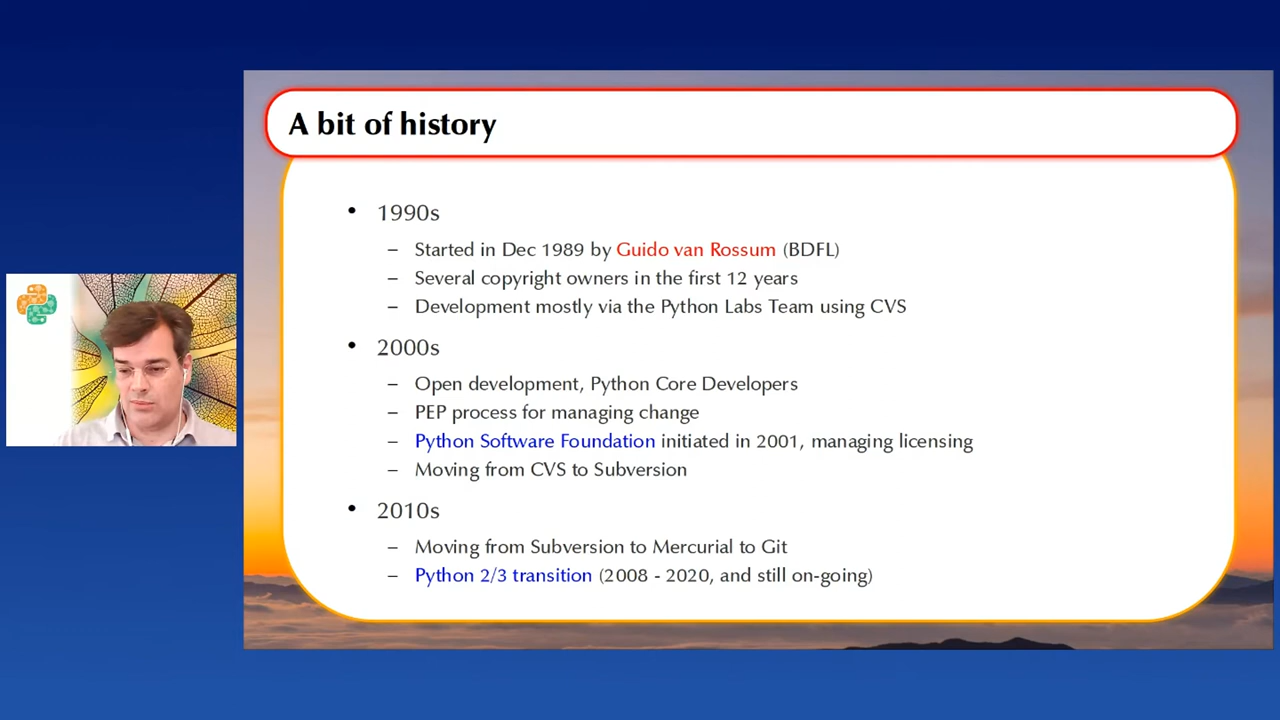 A bit of history
• 1990s
– Started in Dec 1989 by Guido van Rossum (BDFL)
– Several copyright owners in the first 12 years
– Development mostly via the Python Labs Team using CVS
• 2000s
– Open development, Python Core Developers
– PEP process for managing change
– Python Software Foundation initiated in 2001, managing licensing
– Moving from CVS to Subversion
• 2010s
– Moving from Subversion to Mercurial to Git
– Python 2/3 transition (2008 - 2020, and still on-going)